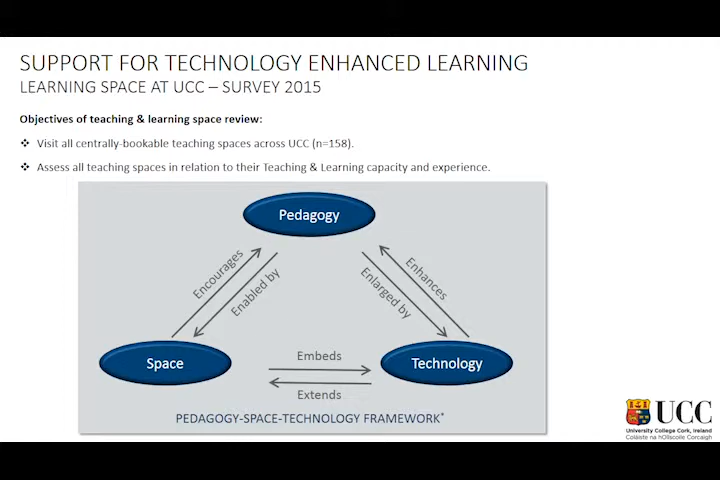 SUPPORT FOR TECHNOLOGY ENHANCED LEARNING
LEARNING SPACE AT UCC – SURVEY 2015
Objectives of teaching & learning space review:
❖ Visit all centrally-bookable teaching spaces across UCC (n=158).
❖ Assess all teaching spaces in relation to their Teaching & Learning capacity and experience.
Pedagogy
Encourages
Enabled by
Enlarged by
Enhances
Space
Embeds
Extends
Technology
PEDAGOGY-SPACE-TECHNOLOGY FRAMEWORK*
UCC
University College Cork, Ireland
Coláiste na hOllscoile Corcaigh